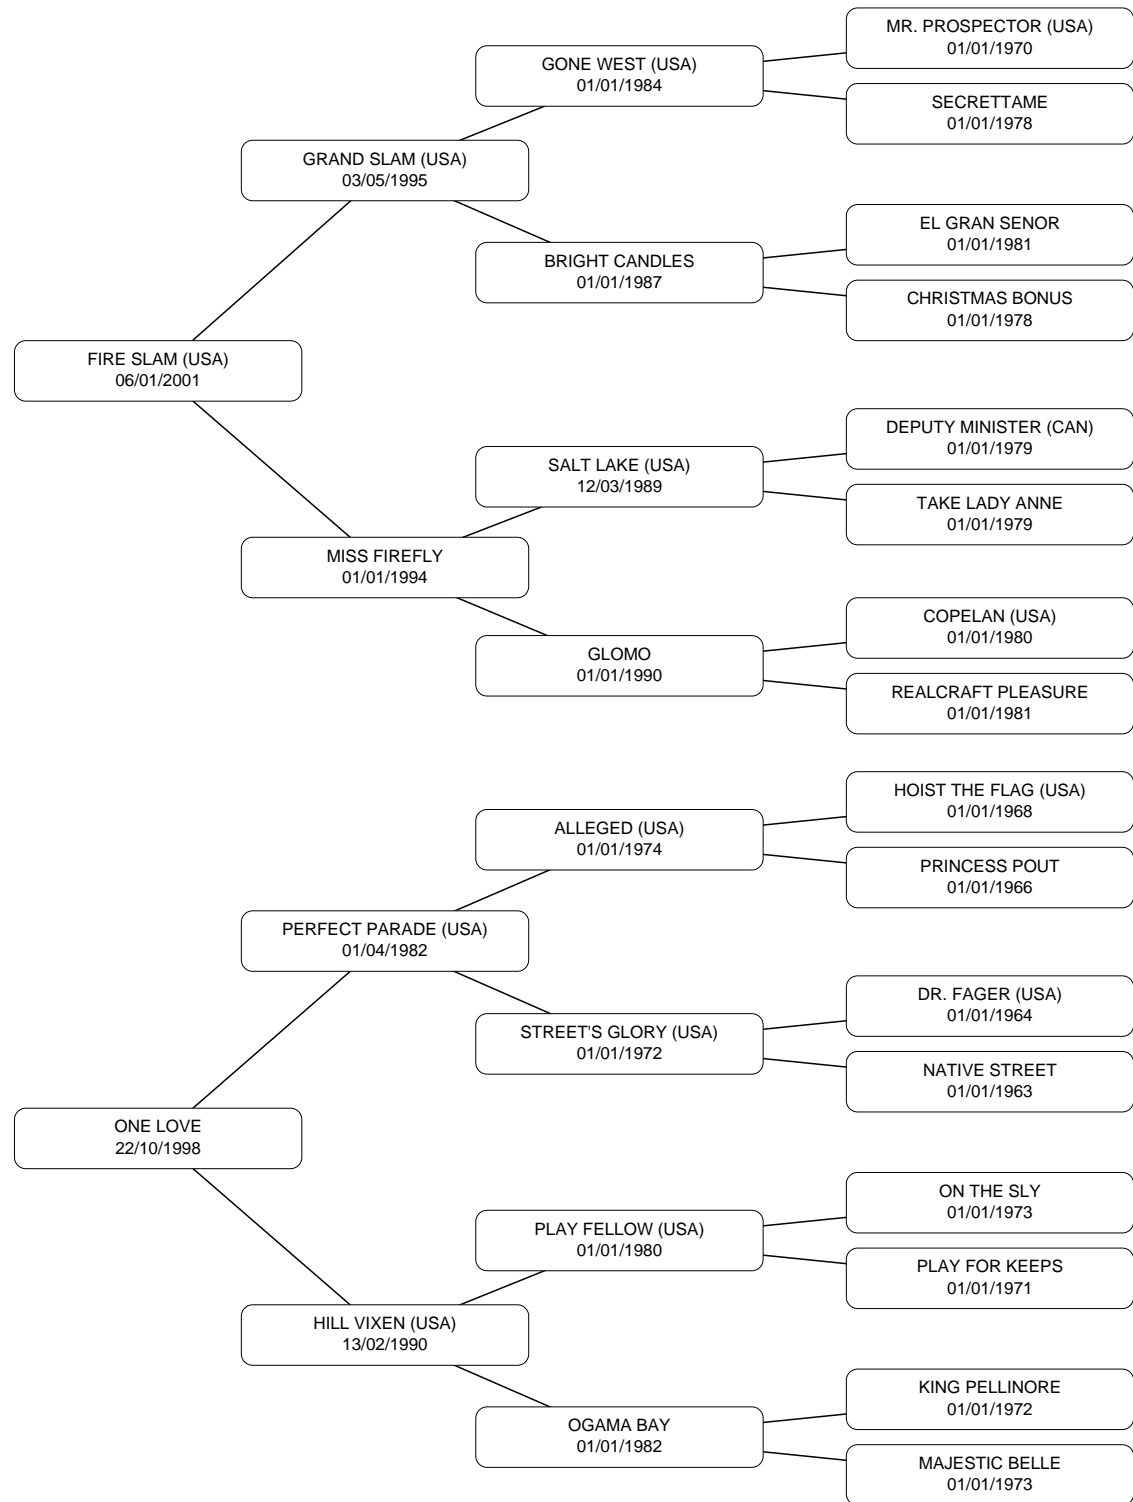 MR. PROSPECTOR (USA)
01/01/1970
GONE WEST (USA)
01/01/1984
SECRETTAME
01/01/1978
GRAND SLAM (USA)
03/05/1995
EL GRAN SENOR
01/01/1981
BRIGHT CANDLES
01/01/1987
CHRISTMAS BONUS
01/01/1978
FIRE SLAM (USA)
06/01/2001
DEPUTY MINISTER (CAN)
01/01/1979
SALT LAKE (USA)
12/03/1989
TAKE LADY ANNE
01/01/1979
MISS FIREFLY
01/01/1994
COPELAN (USA)
01/01/1980
GLOMO
01/01/1990
REALCRAFT PLEASURE
01/01/1981
HOIST THE FLAG (USA)
01/01/1968
ALLEGED (USA)
01/01/1974
PRINCESS POUT
01/01/1966
PERFECT PARADE (USA)
01/04/1982
DR. FAGER (USA)
01/01/1964
STREET'S GLORY (USA)
01/01/1972
NATIVE STREET
01/01/1963
ONE LOVE
22/10/1998
ON THE SLY
01/01/1973
PLAY FELLOW (USA)
01/01/1980
PLAY FOR KEEPS
01/01/1971
HILL VIXEN (USA)
13/02/1990
KING PELLINORE
01/01/1972
OGAMA BAY
01/01/1982
MAJESTIC BELLE
01/01/1973